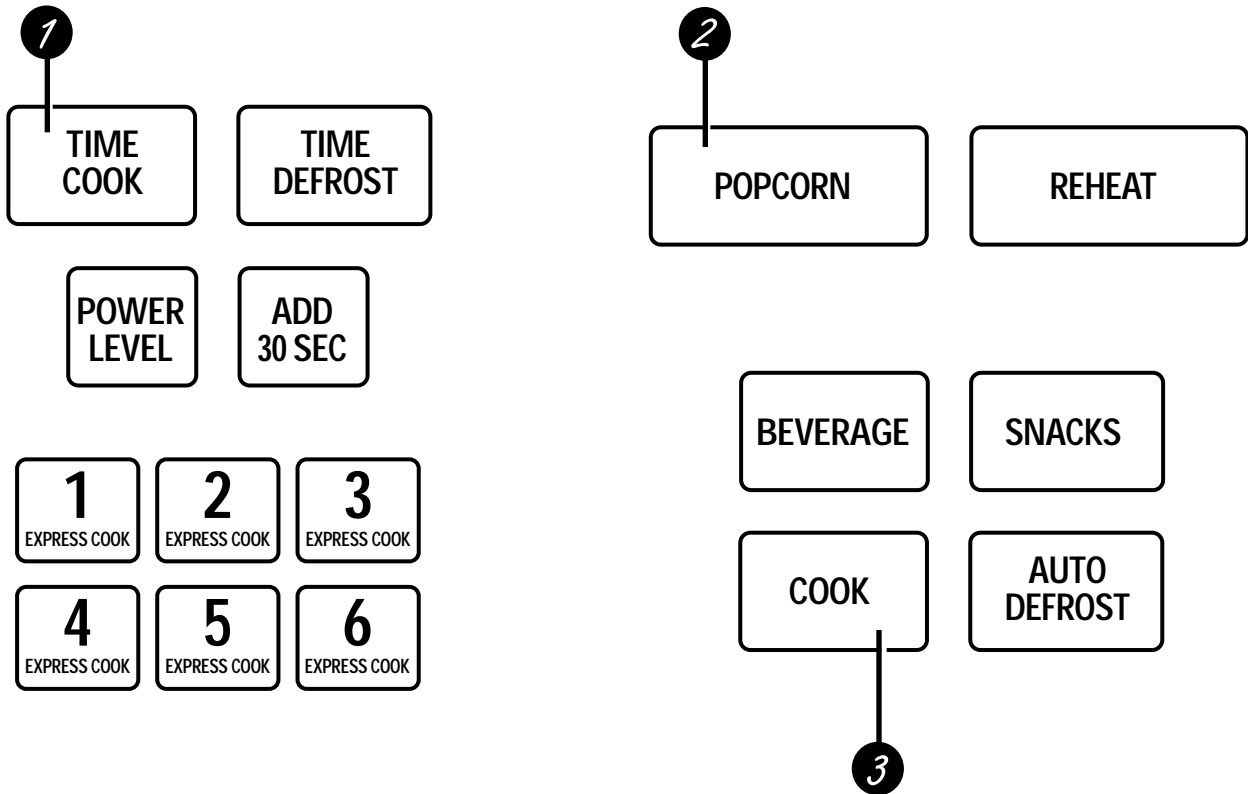 1
TIME
COOK
TIME
DEFROST
POWER
LEVEL
ADD
30 SEC
1
EXPRESS COOK
2
EXPRESS COOK
3
EXPRESS COOK
4
EXPRESS COOK
5
EXPRESS COOK
6
EXPRESS COOK
2
POPCORN
REHEAT
BEVERAGE
SNACKS
COOK
AUTO
DEFROST
3